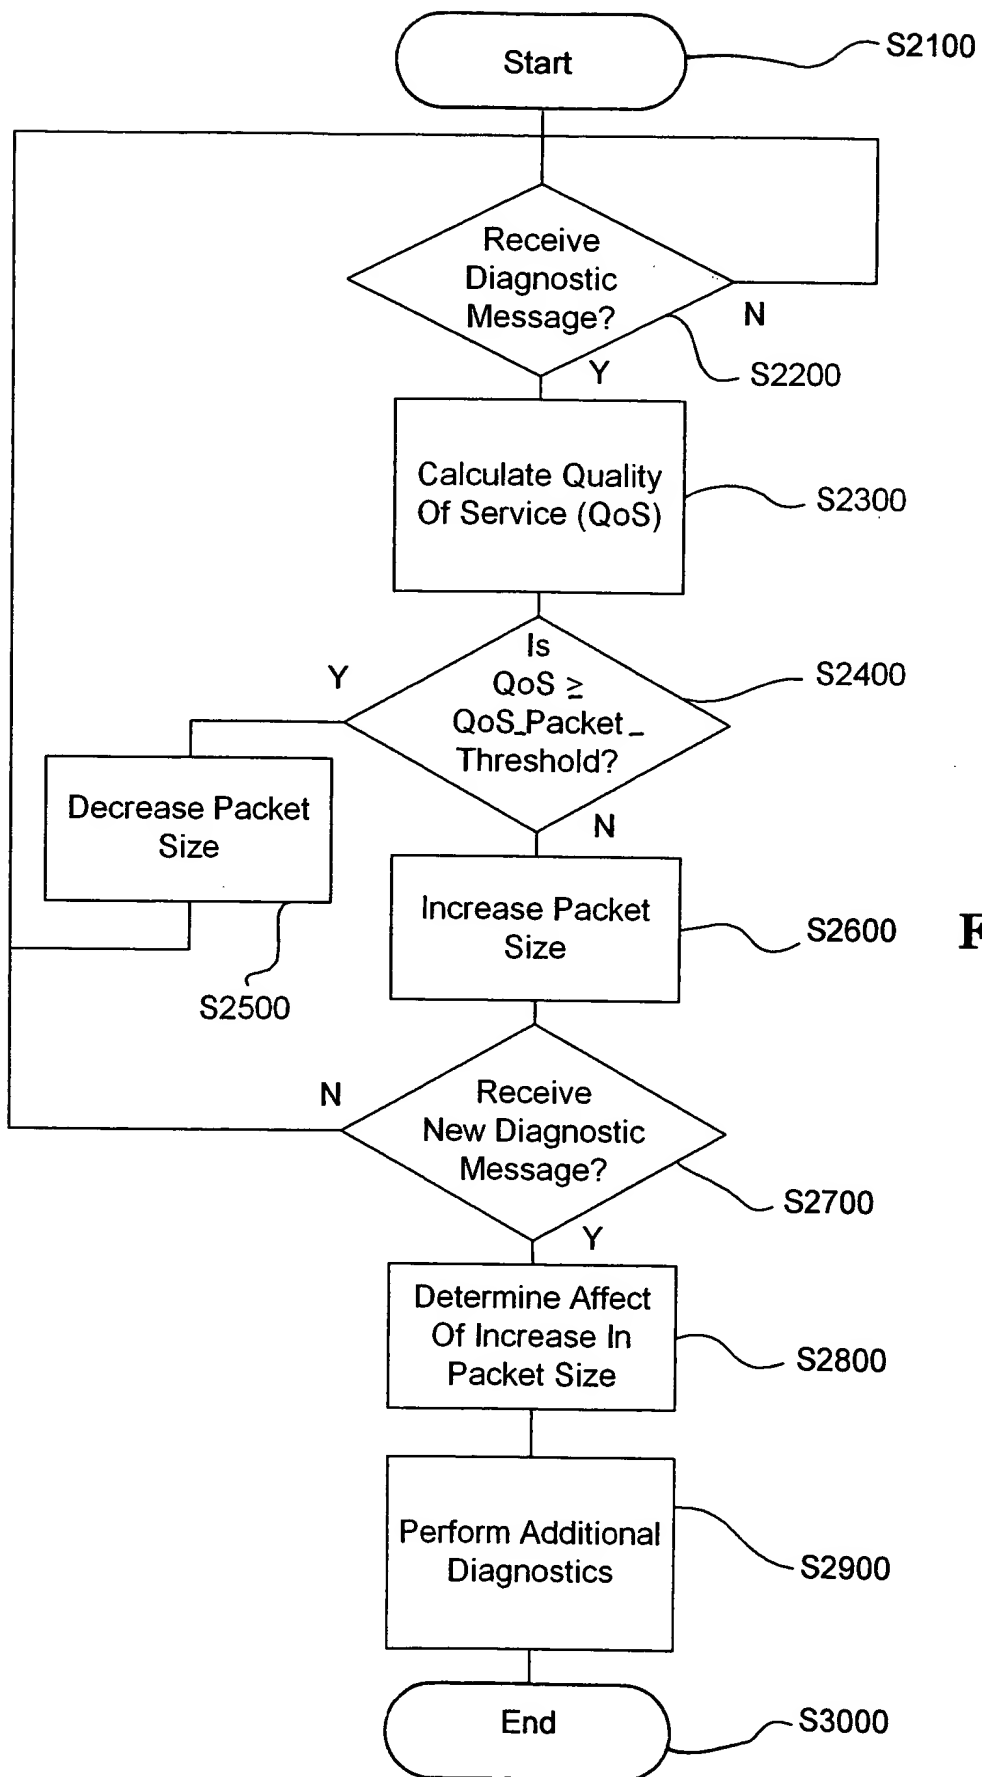 Start
S2100
Receive
Diagnostic
Message?
N
Y
S2200
Calculate Quality
Of Service (QoS)
S2300
Is
QoS ≥
QoS_Packet_
Threshold?
Y
S2400
N
Decrease Packet
Size
S2500
Increase Packet
Size
S2600
F
Receive
New Diagnostic
Message?
N
S2700
Y
Determine Affect
Of Increase In
Packet Size
S2800
Perform Additional
Diagnostics
S2900
End
S3000